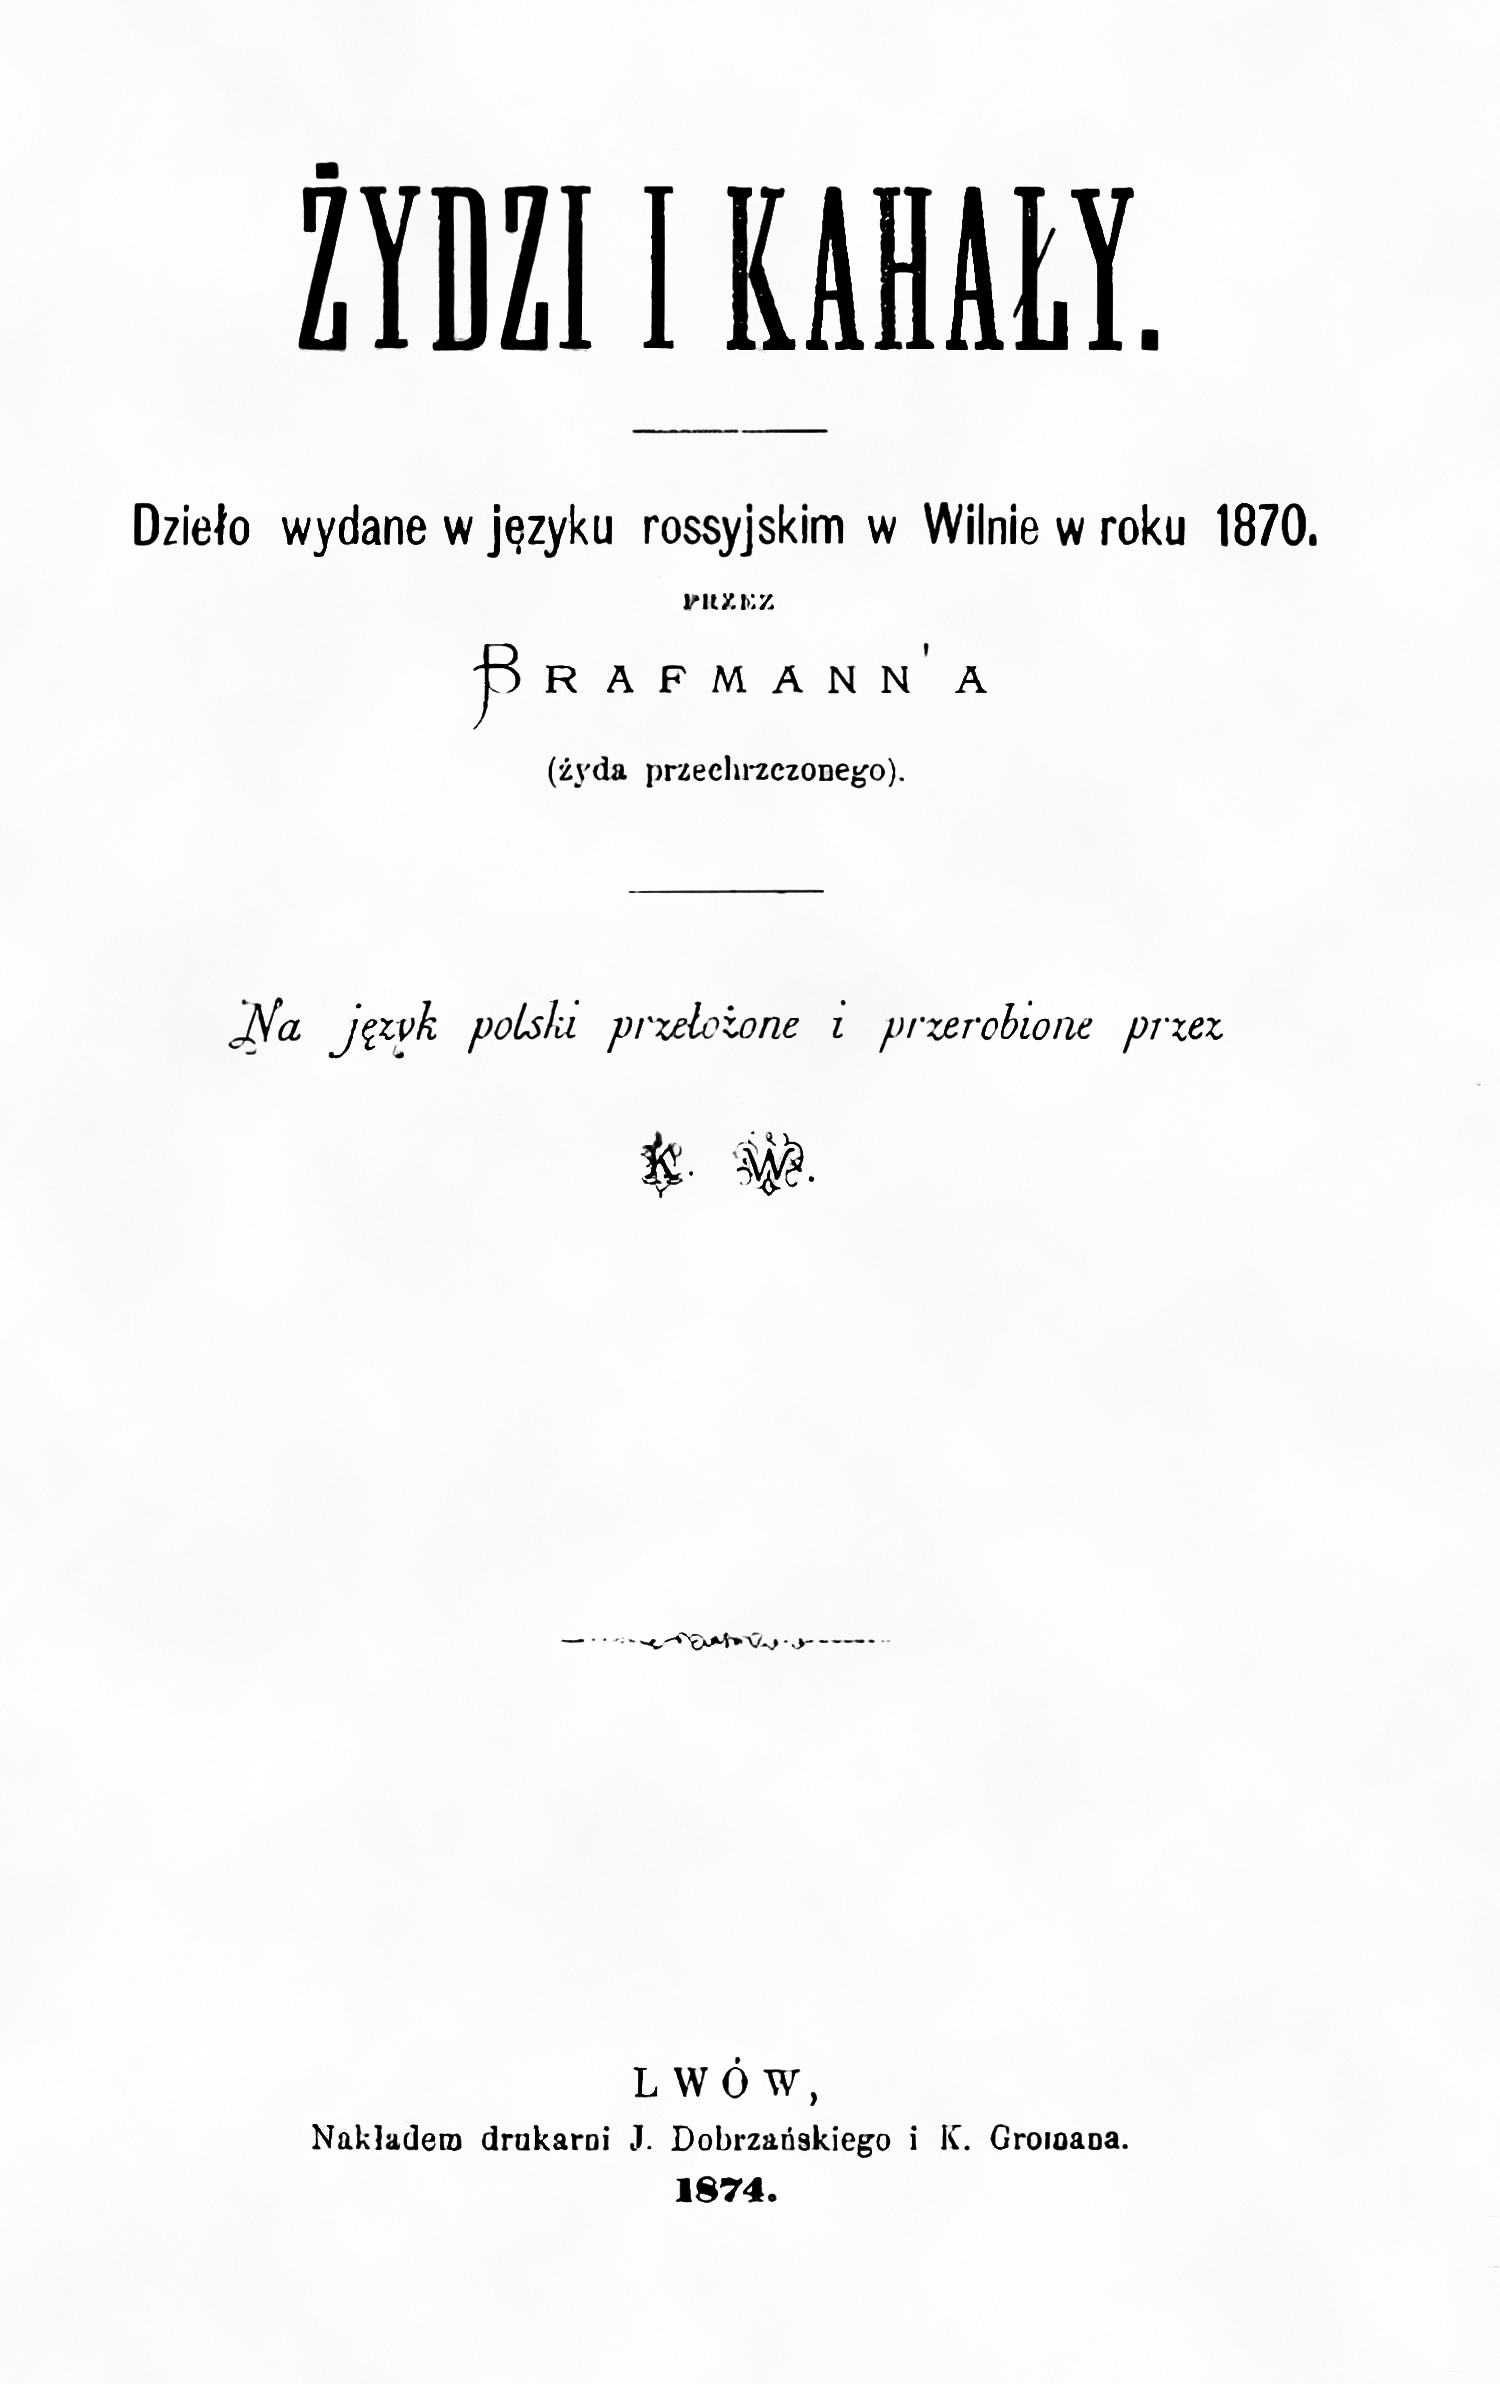 ŻYDZI I KAHAŁY.
Dzieło wydane w języku rossyjskim w Wilnie w roku 1870.
PRZEZ
BRAFMANN'A
(żyda przechrzczonego).
Na język polski przełożone i przerobione przez
K. W.
LWÓW,
Nakładem drukarni J. Dobrzańskiego i K. Gromana.
1874.